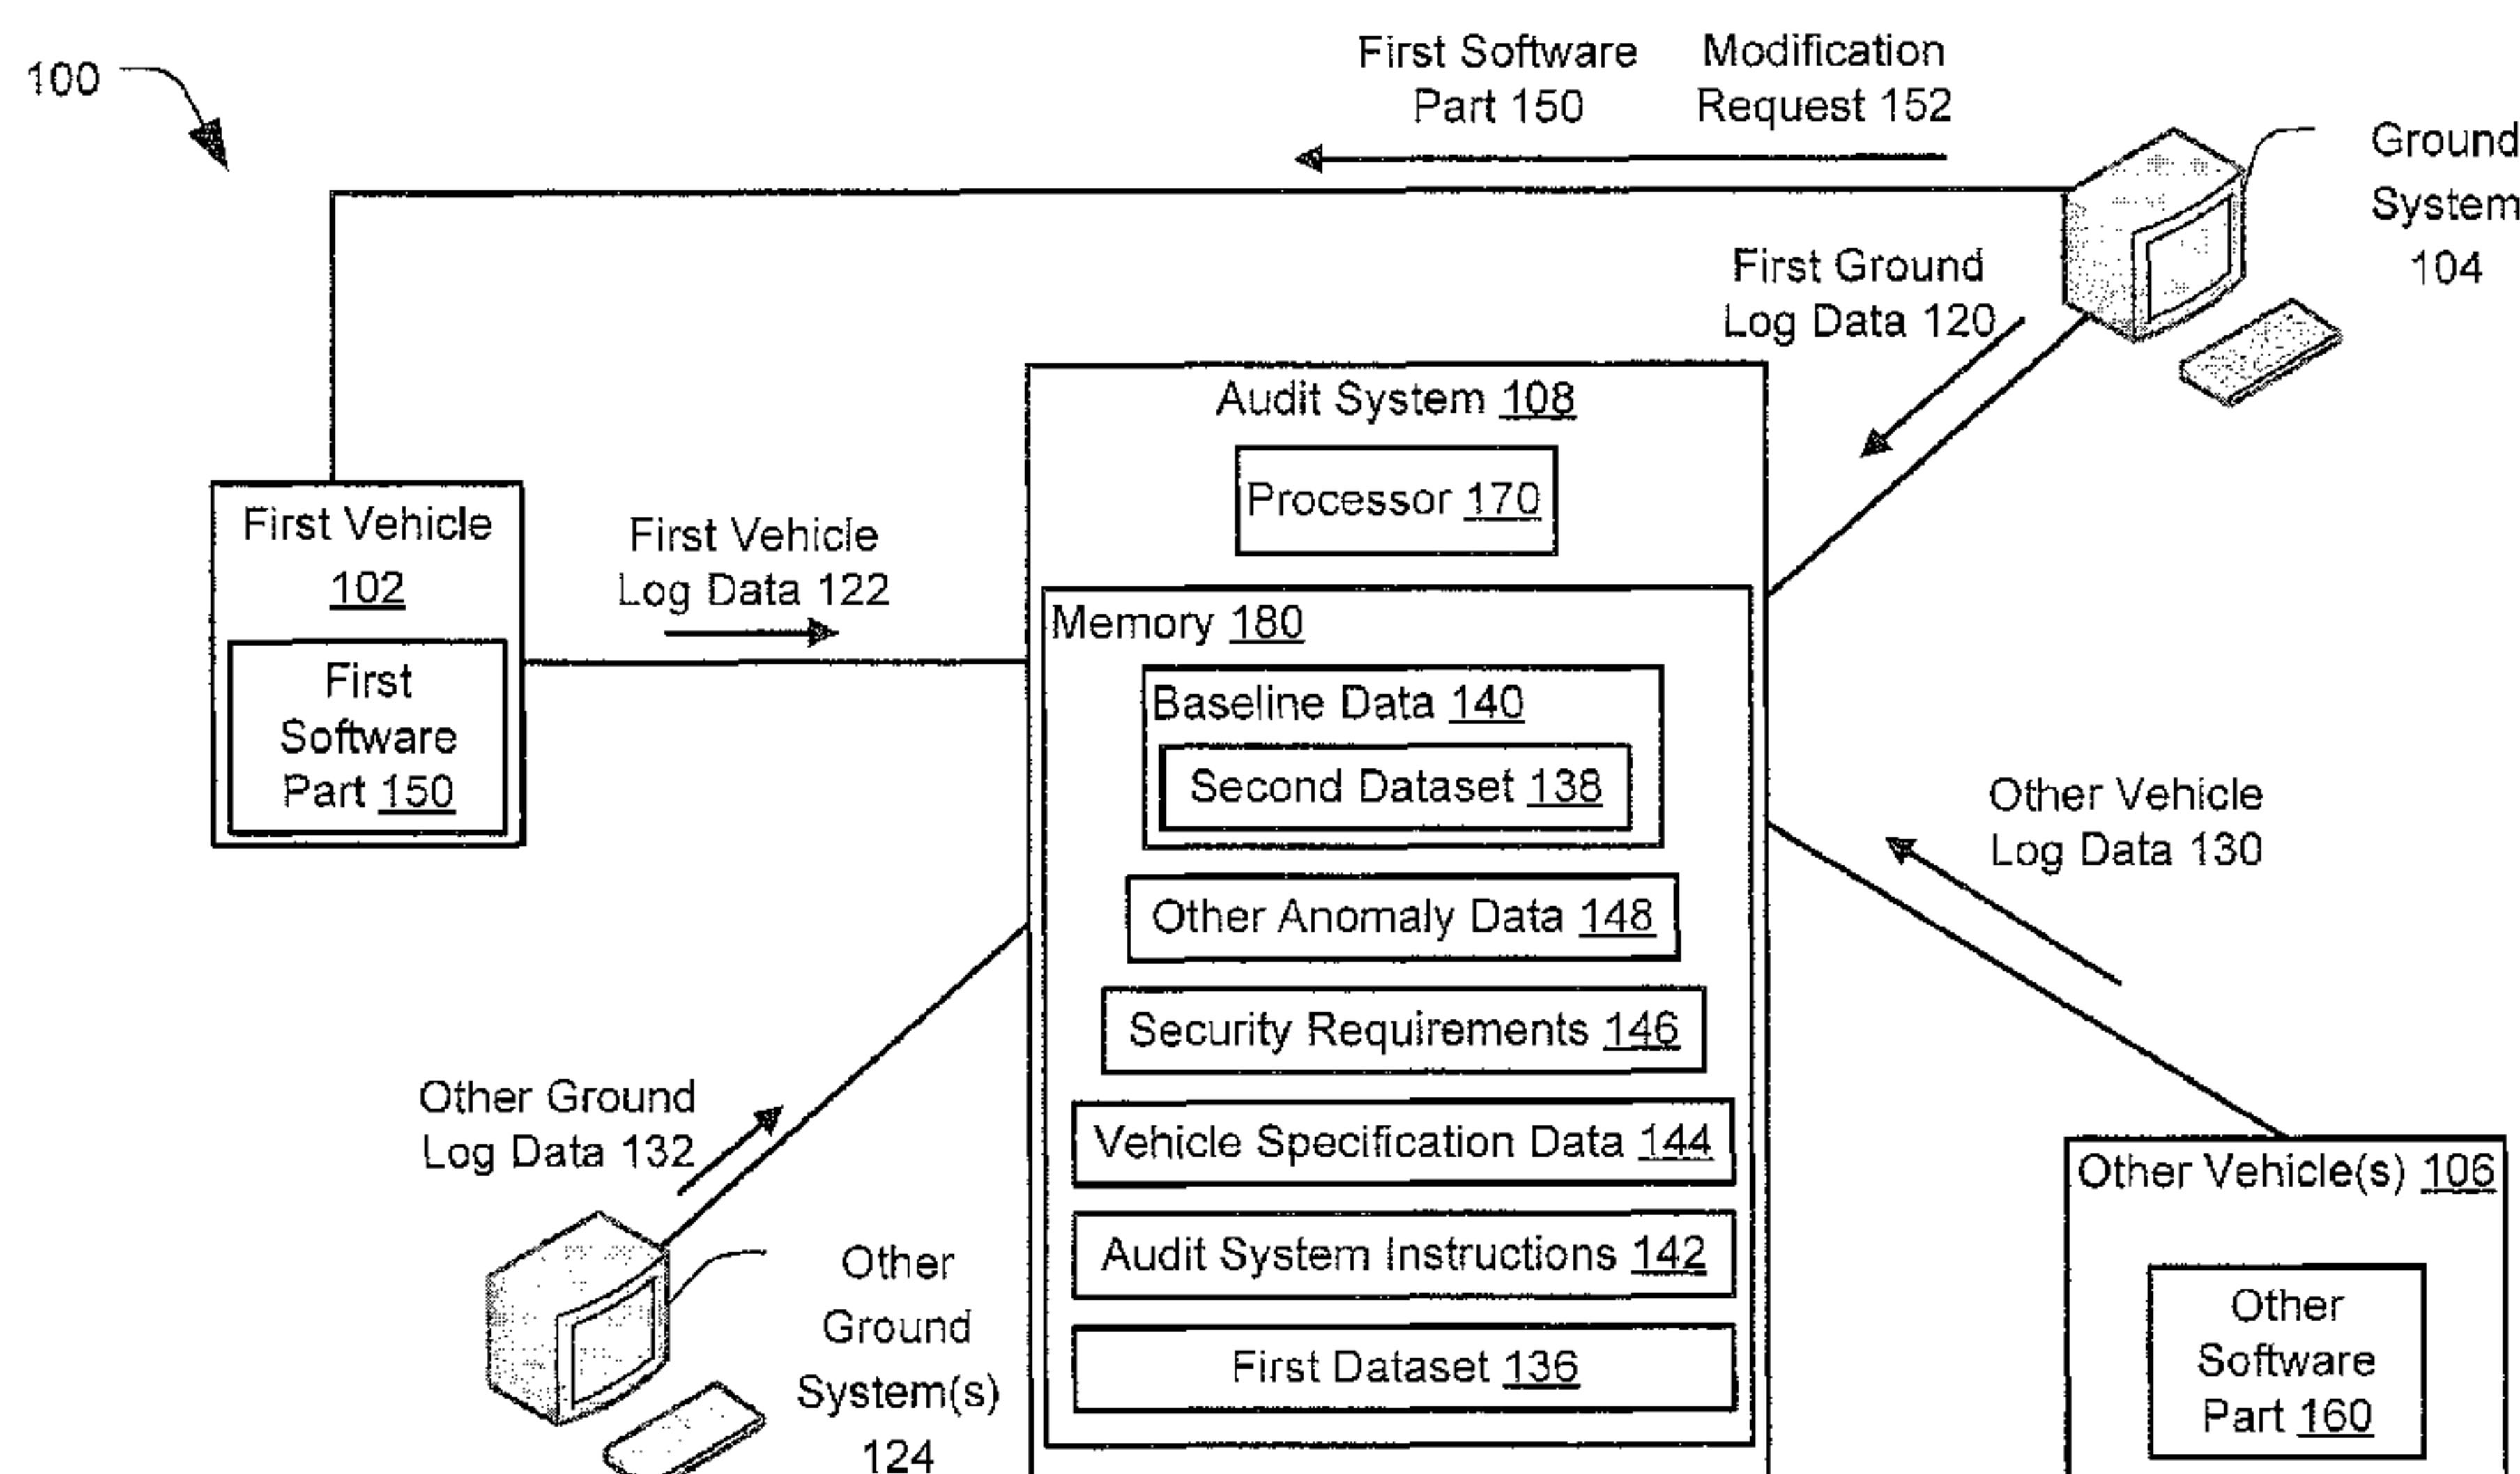 100
First Software
Part 150
Modification
Request 152
Ground
System
104
First Ground
Log Data 120
Audit System 108
Processor 170
First Vehicle
102
First
Software
Part 150
First Vehicle
Log Data 122
Memory 180
Baseline Data 140
Second Dataset 138
Other Anomaly Data 148
Security Requirements 146
Vehicle Specification Data 144
Audit System Instructions 142
First Dataset 136
Other Vehicle
Log Data 130
Other Ground
Log Data 132
Other
Ground
System(s)
124
Other Vehicle(s) 106
Other
Software
Part 160